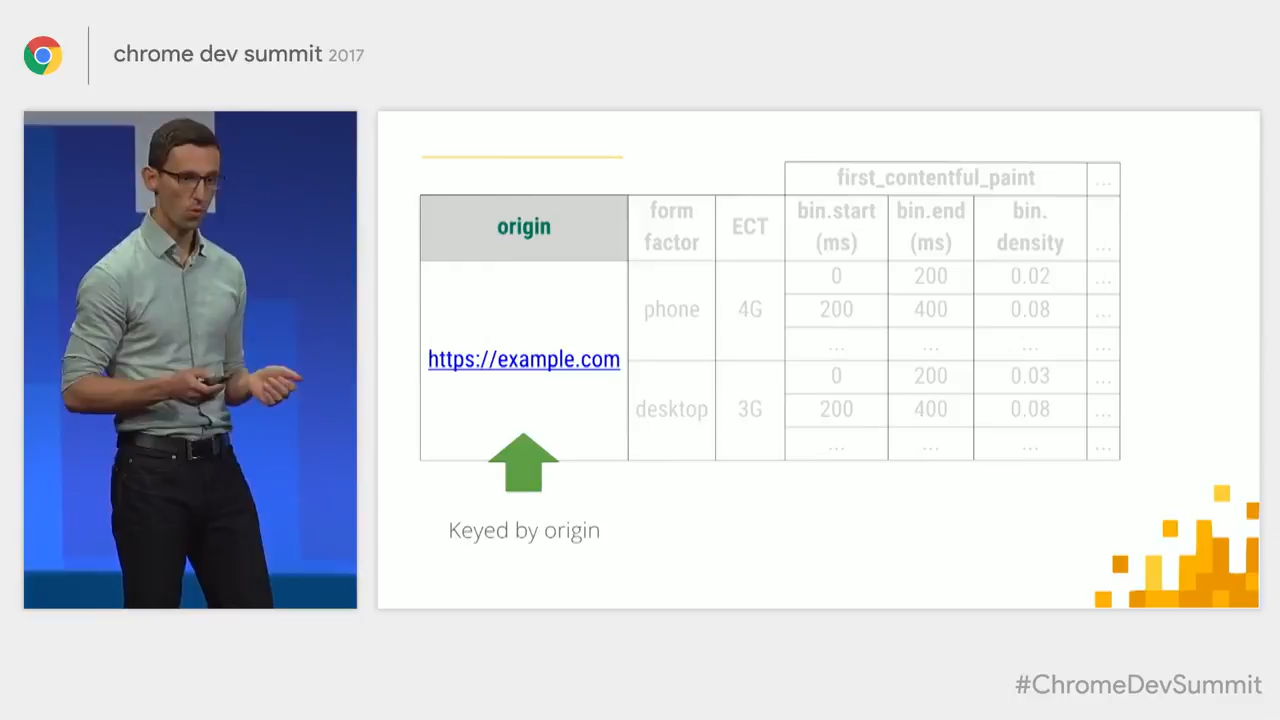 chrome dev summit 2017
first_contentful_paint ...
origin form factor ECT bin.start (ms) bin.end (ms) bin. density ...
https://example.com phone 4G 0 200 0.02 ...
200 400 0.08 ...
... ... ... ...
desktop 3G 0 200 0.03 ...
200 400 0.08 ...
... ... ... ...
Keyed by origin
#ChromeDevSummit